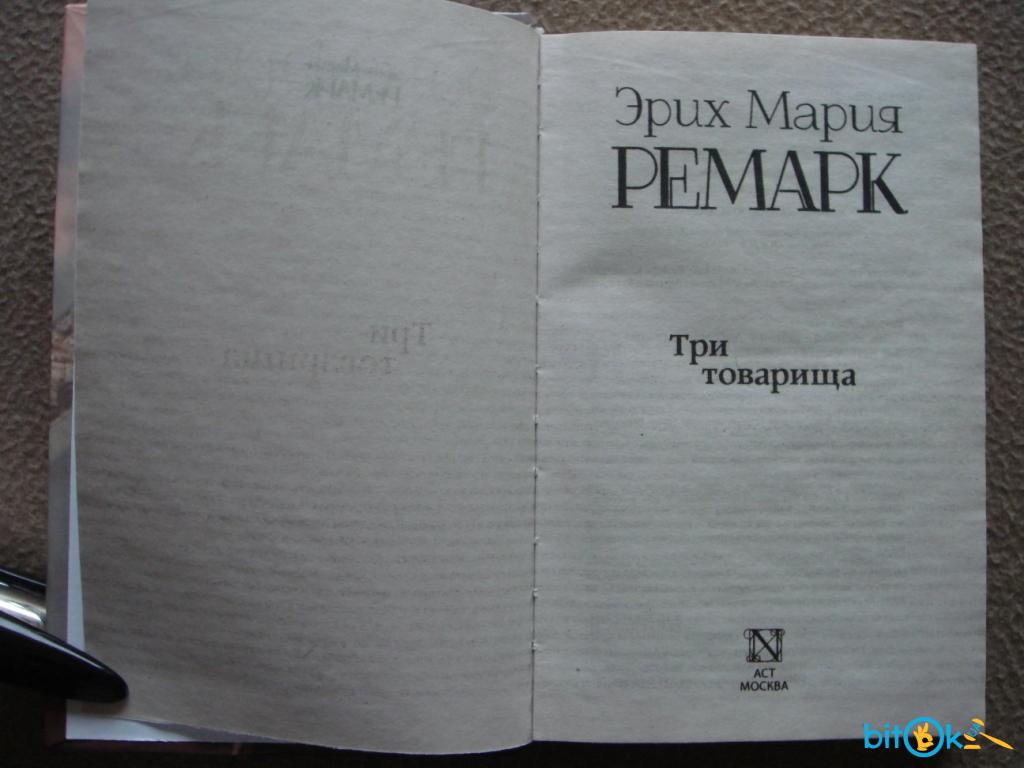 Эрих Мария
РЕМАРК
Три
товарища
АСТ
МОСКВА
bitOk